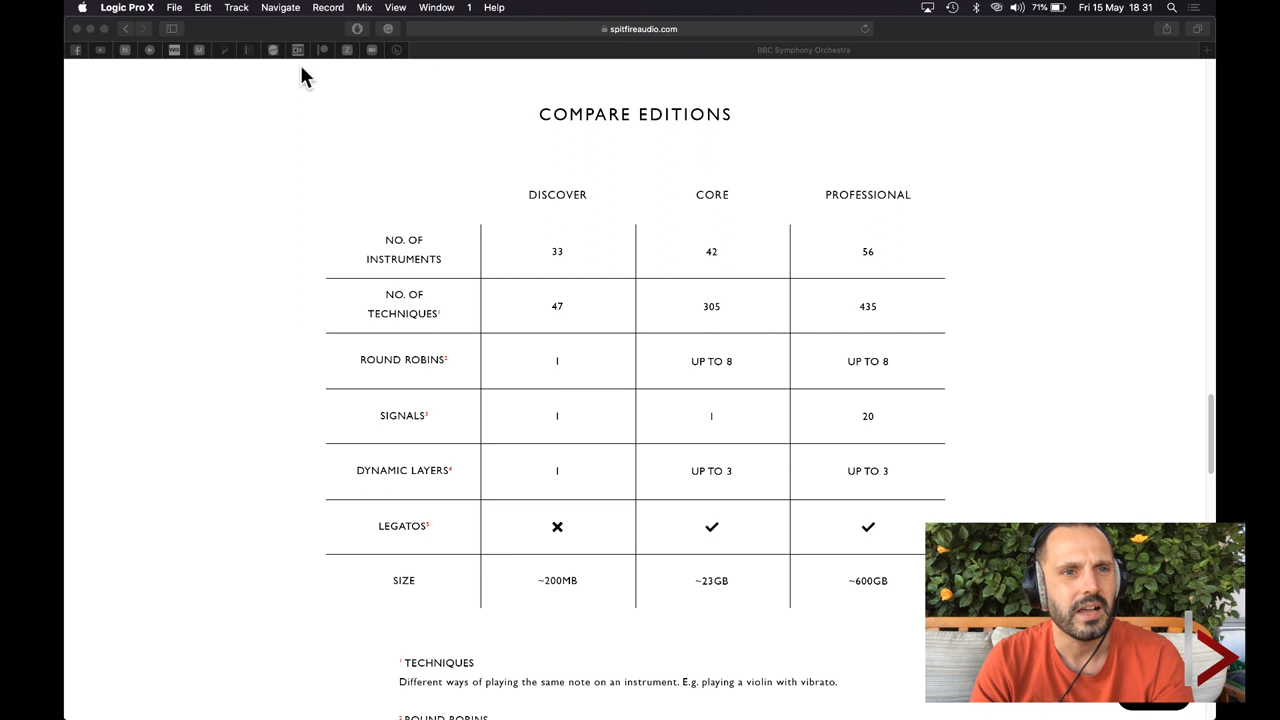 Logic Pro X File Edit Track Navigate Record Mix View Window 1 Help 71% Fri 15 May 18:31
spitfireaudio.com
BBC Symphony Orchestra
COMPARE EDITIONS
DISCOVER CORE PROFESSIONAL
NO. OF
INSTRUMENTS
33 42 56
NO. OF
TECHNIQUES¹
47 305 435
ROUND ROBINS² 1 UP TO 8 UP TO 8
SIGNALS³ 1 1 20
DYNAMIC LAYERS⁴ 1 UP TO 3 UP TO 3
LEGATOS⁵
SIZE ~200MB ~23GB ~600GB
¹ TECHNIQUES
Different ways of playing the same note on an instrument. E.g. playing a violin with vibrato.
² ROUND ROBINS